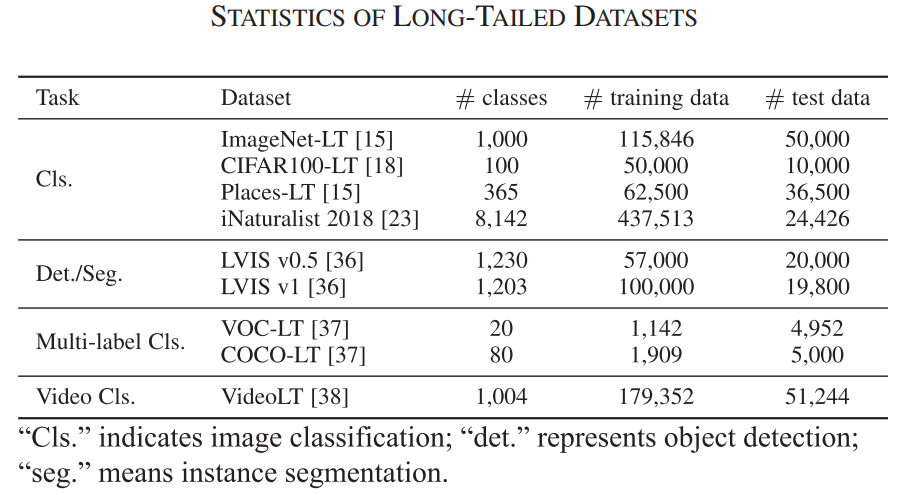 STATISTICS OF LONG-TAILED DATASETS
Task Dataset # classes # training data # test data
Cls.
ImageNet-LT [15] 1,000 115,846 50,000
CIFAR100-LT [18] 100 50,000 10,000
Places-LT [15] 365 62,500 36,500
iNaturalist 2018 [23] 8,142 437,513 24,426
Det./Seg.
LVIS v0.5 [36] 1,230 57,000 20,000
LVIS v1 [36] 1,203 100,000 19,800
Multi-label Cls.
VOC-LT [37] 20 1,142 4,952
COCO-LT [37] 80 1,909 5,000
Video Cls. VideoLT [38] 1,004 179,352 51,244
“Cls.” indicates image classification; “det.” represents object detection;
“seg.” means instance segmentation.